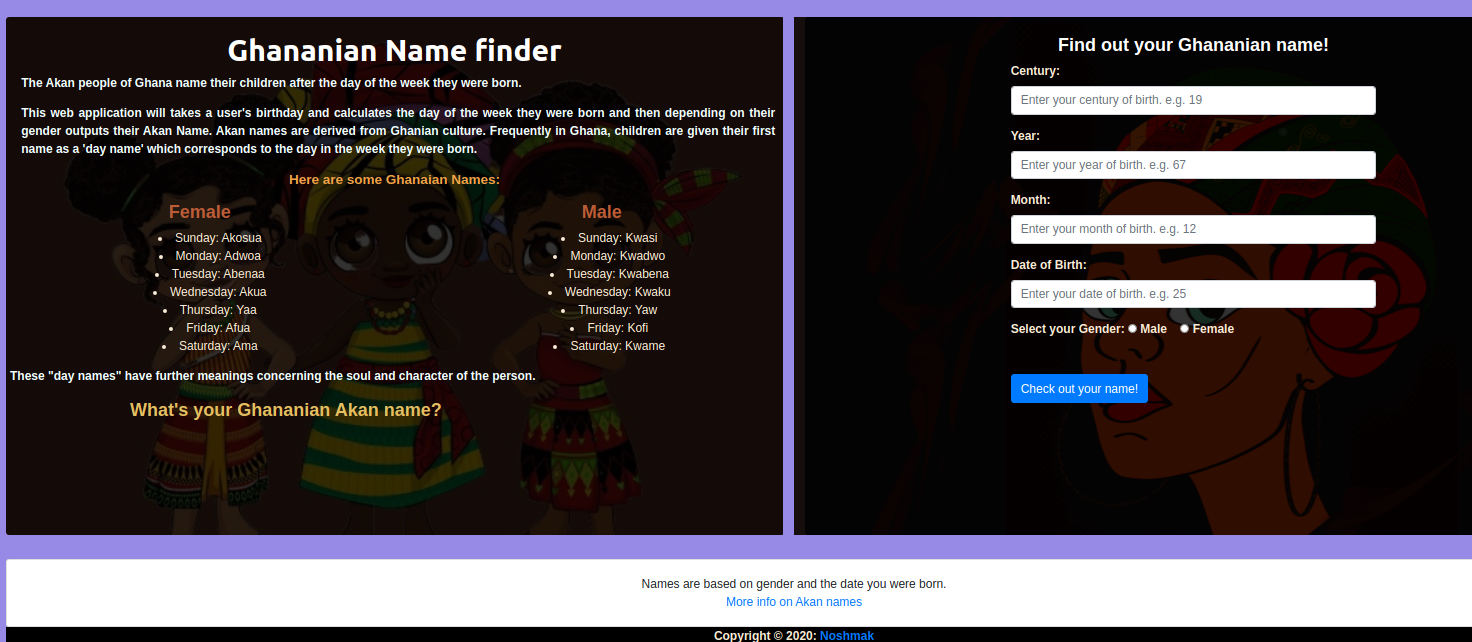 Ghananian Name finder
The Akan people of Ghana name their children after the day of the week they were born.
This web application will takes a user's birthday and calculates the day of the week they were born and then depending on their
gender outputs their Akan Name. Akan names are derived from Ghanian culture. Frequently in Ghana, children are given their first
name as a 'day name' which corresponds to the day in the week they were born.
Here are some Ghanaian Names:
Female
Sunday: Akosua
Monday: Adwoa
Tuesday: Abenaa
Wednesday: Akua
Thursday: Yaa
Friday: Afua
Saturday: Ama
Male
Sunday: Kwasi
Monday: Kwadwo
Tuesday: Kwabena
Wednesday: Kwaku
Thursday: Yaw
Friday: Kofi
Saturday: Kwame
These "day names" have further meanings concerning the soul and character of the person.
What's your Ghananian Akan name?
Find out your Ghananian name!
Century:
Enter your century of birth. e.g. 19
Year:
Enter your year of birth. e.g. 67
Month:
Enter your month of birth. e.g. 12
Date of Birth:
Enter your date of birth. e.g. 25
Select your Gender: Male Female
Check out your name!
Names are based on gender and the date you were born.
More info on Akan names
Copyright © 2020: Noshmak